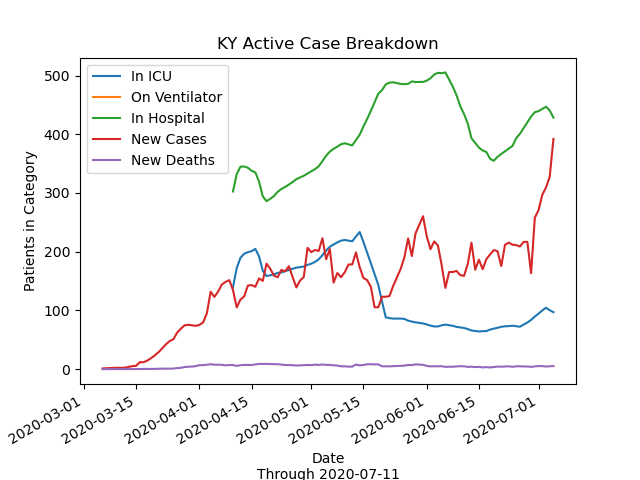 KY Active Case Breakdown
In ICU
On Ventilator
In Hospital
New Cases
New Deaths
Patients in Category
500
400
300
200
100
0
2020-03-01
2020-03-15
2020-04-01
2020-04-15
2020-05-01
2020-05-15
2020-06-01
2020-06-15
2020-07-01
Date
Through 2020-07-11